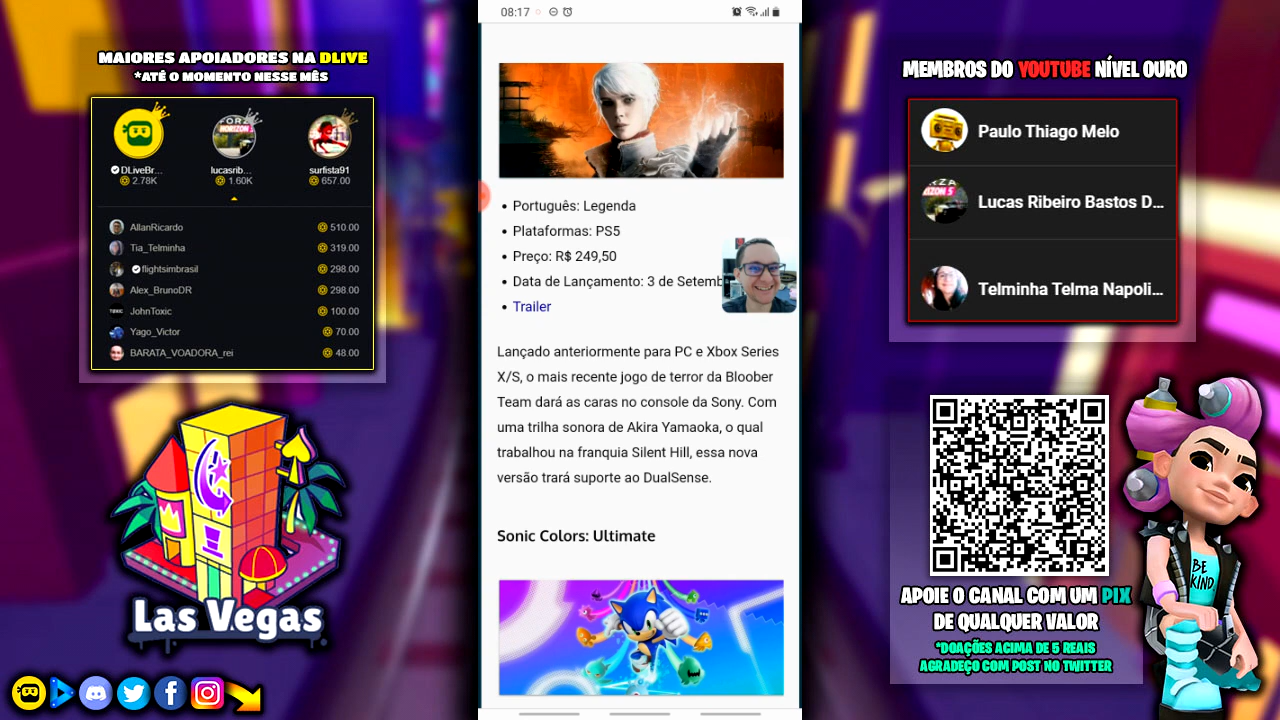 MAIORES APOIADORES NA DLIVE
*ATÉ O MOMENTO NESSE MÊS
DLiveBr...
2.78K
lucasrib...
1.60K
surfista91
657.00
AllanRicardo 510.00
Tia_Telminha 319.00
flightsimbrasil 298.00
Alex_BrunoDR 298.00
JohnToxic 100.00
Yago_Victor 70.00
BARATA_VOADORA_rei 48.00
Las Vegas
08:17
• Português: Legenda
• Plataformas: PS5
• Preço: R$ 249,50
• Data de Lançamento: 3 de Setemb
• Trailer
Lançado anteriormente para PC e Xbox Series
X/S, o mais recente jogo de terror da Bloober
Team dará as caras no console da Sony. Com
uma trilha sonora de Akira Yamaoka, o qual
trabalhou na franquia Silent Hill, essa nova
versão trará suporte ao DualSense.
Sonic Colors: Ultimate
MEMBROS DO YOUTUBE NÍVEL OURO
Paulo Thiago Melo
Lucas Ribeiro Bastos D...
Telminha Telma Napoli...
APOIE O CANAL COM UM PIX
DE QUALQUER VALOR
*DOAÇÕES ACIMA DE 5 REAIS
AGRADEÇO COM POST NO TWITTER
BE
KIND